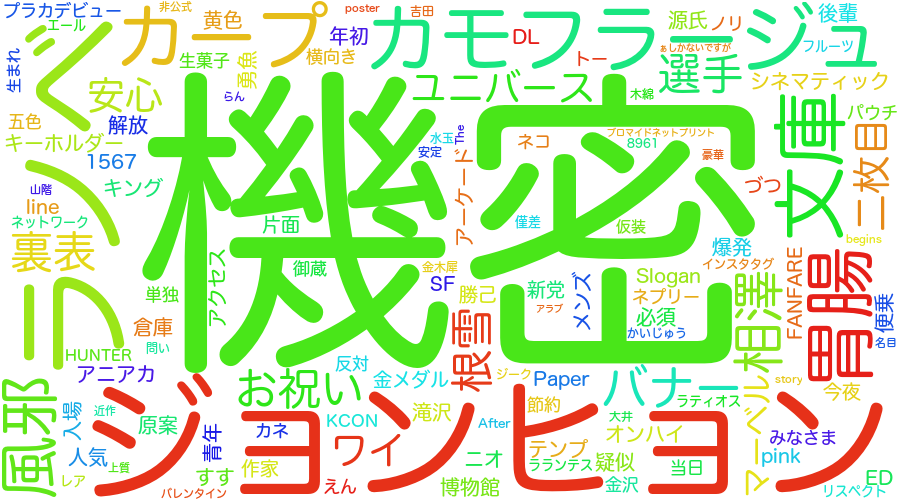 プラカデビュー
非公式
エール
黄色
カープ
poster
吉田
カモフラージュ
源氏
ノリ
後輩
フルーツ
年初
DL
ぁしかないですが
トー
横向き
生菓子
勇魚
らん
生まれ
安心
解放
五色
キーホルダー
1567
キング
line
山階
ネットワーク
裏表
機密
ユニバース
選手
シネマティック
木綿
パウチ
文庫
二枚目
水玉
The
安定
アーケード
ネコ
ブロマイドネットプリント
8961
豪華
づつ
片面
僅差
仮装
御蔵
アクセス
単独
倉庫
HUNTER
問い
アニアカ
金木犀
SF
勝己
新党
アラブ
メンズ
Slogan
ネプリー
必須
かいじゅう
爆発
インスタタグ
FANFARE
begins
相澤
胃腸
便乗
名目
根雪
反対
金メダル
お祝い
風邪
入場
近作
原案
人気
上質
レア
バレンタイン
青年
すす
カネ
作家
えん
ジョンヒョン
KCON
ワイ
滝沢
ジーク
After
Paper
節約
ニオ
博物館
テンプ
ラランテス
バナー
大井
オンハイ
疑似
金沢
当日
ラティオス
story
マーベル
今夜
みなさま
pink
ED
リスペクト